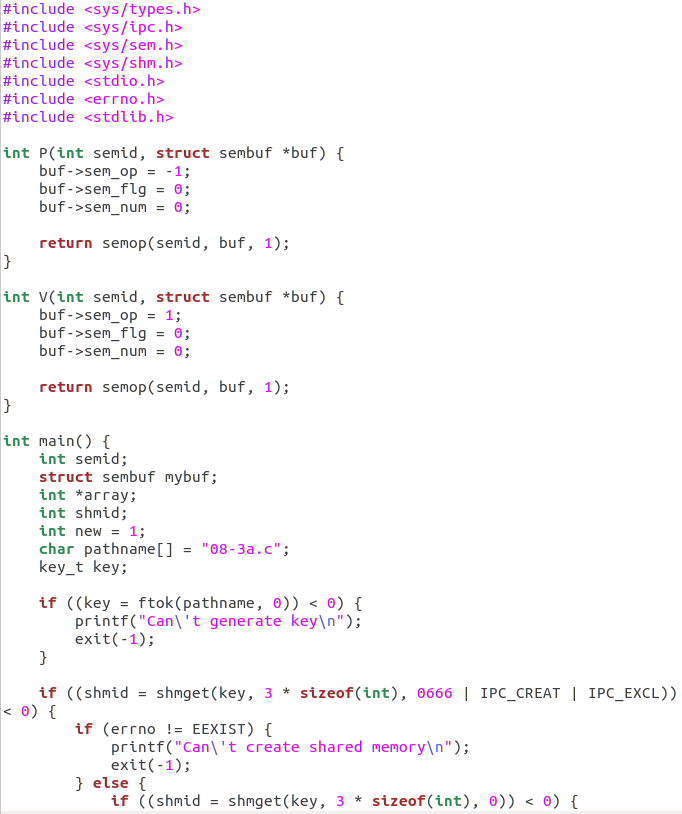 #include <sys/types.h>
#include <sys/ipc.h>
#include <sys/sem.h>
#include <sys/shm.h>
#include <stdio.h>
#include <errno.h>
#include <stdlib.h>

int P(int semid, struct sembuf *buf) {
    buf->sem_op = -1;
    buf->sem_flg = 0;
    buf->sem_num = 0;

    return semop(semid, buf, 1);
}

int V(int semid, struct sembuf *buf) {
    buf->sem_op = 1;
    buf->sem_flg = 0;
    buf->sem_num = 0;

    return semop(semid, buf, 1);
}

int main() {
    int semid;
    struct sembuf mybuf;
    int *array;
    int shmid;
    int new = 1;
    char pathname[] = "08-3a.c";
    key_t key;

    if ((key = ftok(pathname, 0)) < 0) {
        printf("Can\'t generate key\n");
        exit(-1);
    }

    if ((shmid = shmget(key, 3 * sizeof(int), 0666 | IPC_CREAT | IPC_EXCL))
< 0) {
        if (errno != EEXIST) {
            printf("Can\'t create shared memory\n");
            exit(-1);
        } else {
            if ((shmid = shmget(key, 3 * sizeof(int), 0)) < 0) {